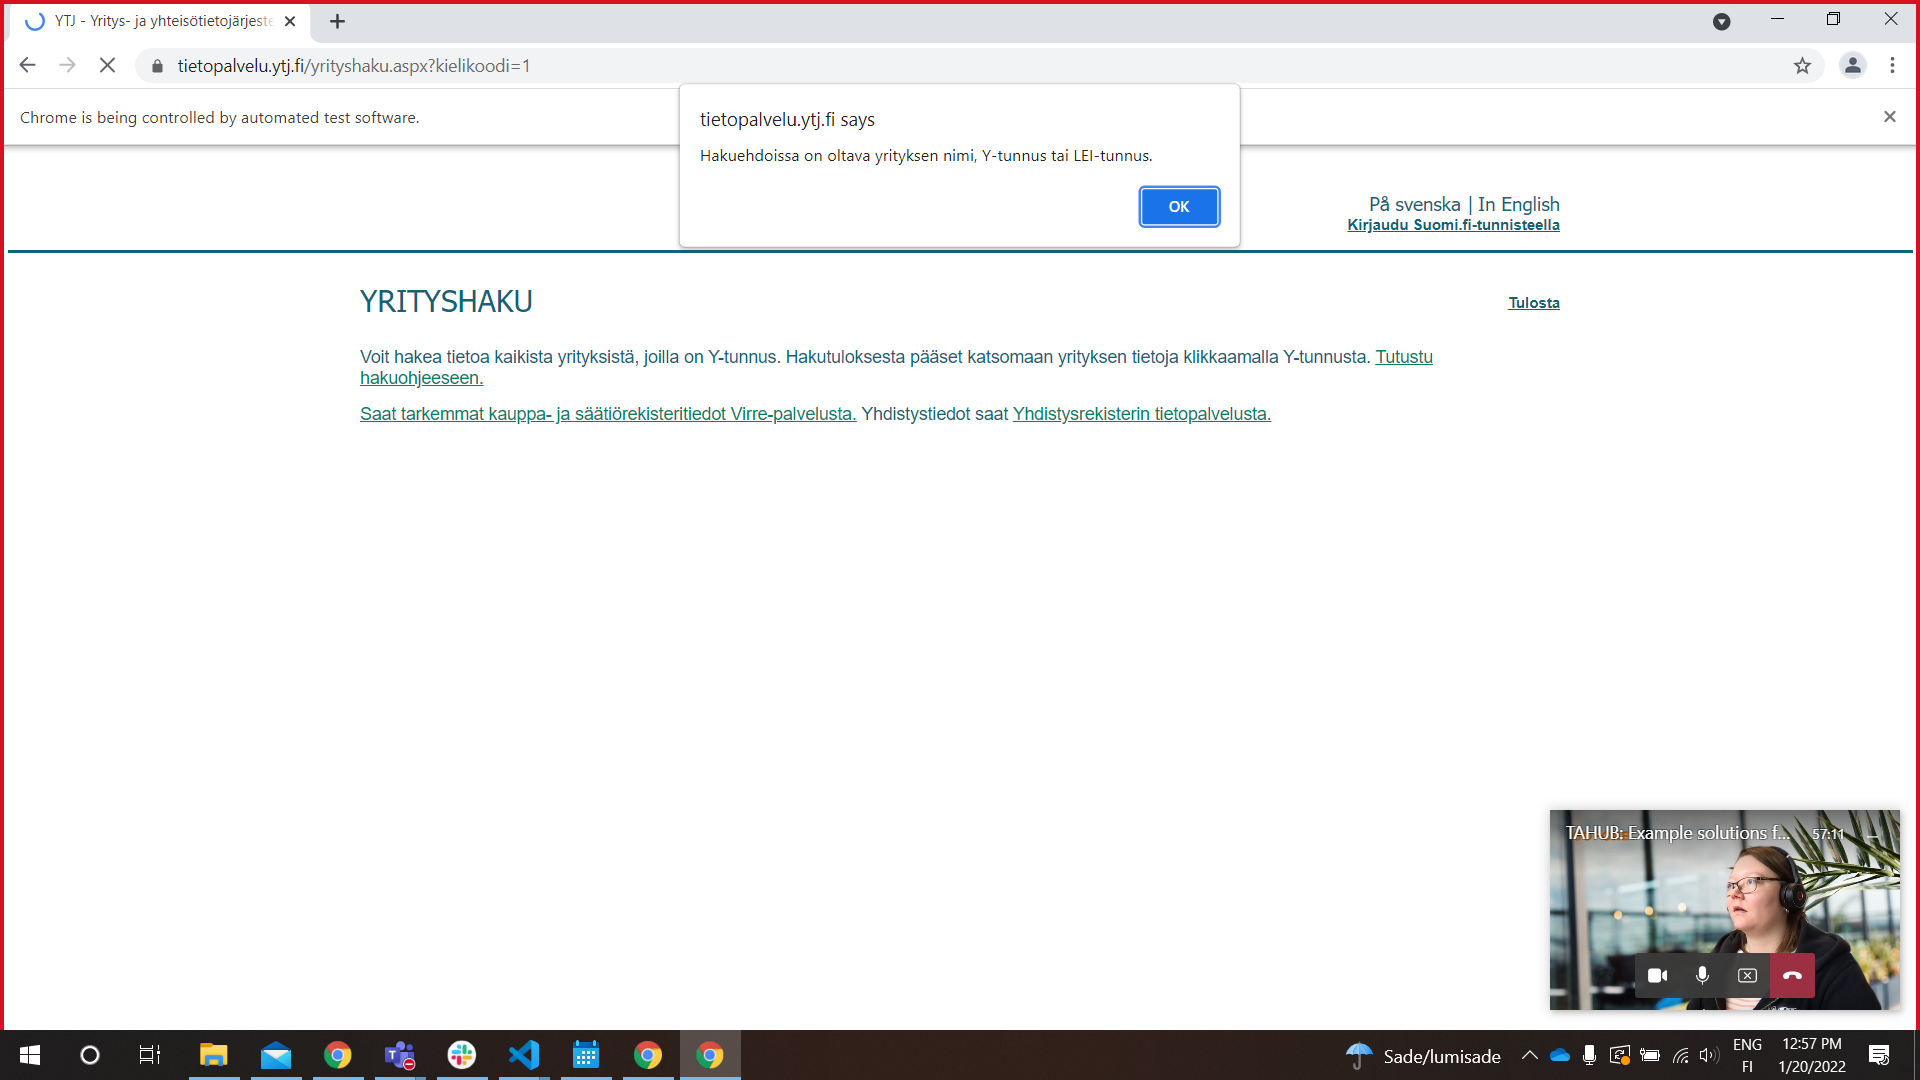 YTJ - Yritys- ja yhteisötietojärjeste
tietopalvelu.ytj.fi/yrityshaku.aspx?kielikoodi=1
Chrome is being controlled by automated test software.
tietopalvelu.ytj.fi says
Hakuehdoissa on oltava yrityksen nimi, Y-tunnus tai LEI-tunnus.
OK
På svenska | In English
Kirjaudu Suomi.fi-tunnisteella
YRITYSHAKU
Tulosta
Voit hakea tietoa kaikista yrityksistä, joilla on Y-tunnus. Hakutuloksesta pääset katsomaan yrityksen tietoja klikkaamalla Y-tunnusta. Tutustu
hakuohjeeseen.
Saat tarkemmat kauppa- ja säätiörekisteritiedot Virre-palvelusta. Yhdistystiedot saat Yhdistysrekisterin tietopalvelusta.
TAHUB: Example solutions f... 57:11
Sade/lumisade
ENG
FI
12:57 PM
1/20/2022